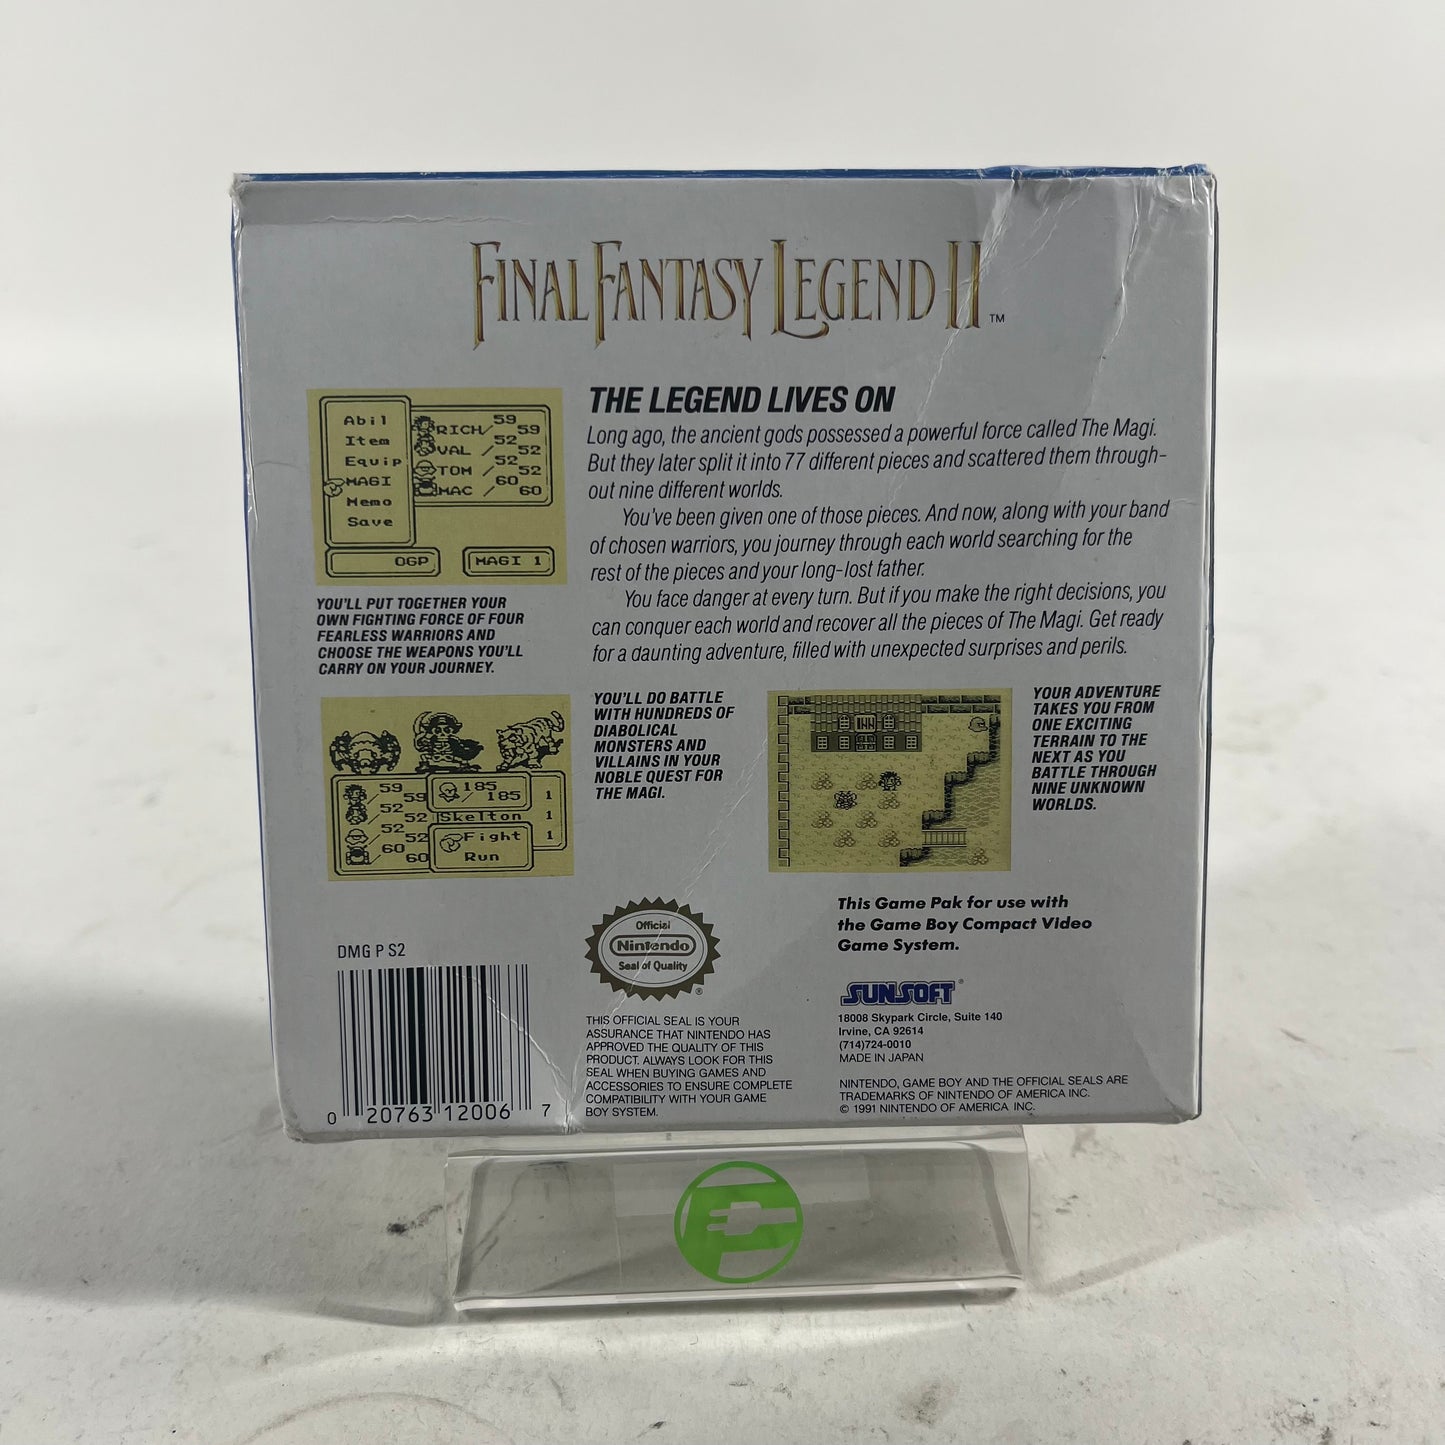 FINAL FANTASY LEGEND II ™
THE LEGEND LIVES ON
Long ago, the ancient gods possessed a powerful force called The Magi.
But they later split it into 77 different pieces and scattered them through-
out nine different worlds.
You've been given one of those pieces. And now, along with your band
of chosen warriors, you journey through each world searching for the
rest of the pieces and your long-lost father.
You face danger at every turn. But if you make the right decisions, you
can conquer each world and recover all the pieces of The Magi. Get ready
for a daunting adventure, filled with unexpected surprises and perils.
Abil
Item
Equip
MAGI
Memo
Save
RICH/ 59 59
VAL / 52 52
TOM / 52 52
MAC / 60 60
0GP
MAGI 1
YOU'LL PUT TOGETHER YOUR
OWN FIGHTING FORCE OF FOUR
FEARLESS WARRIORS AND
CHOOSE THE WEAPONS YOU'LL
CARRY ON YOUR JOURNEY.
59/ 59
52/ 52
52/ 52
60/ 60
185/ 185
1
Skelton 1
Fight 1
Run
YOU'LL DO BATTLE
WITH HUNDREDS OF
DIABOLICAL
MONSTERS AND
VILLAINS IN YOUR
NOBLE QUEST FOR
THE MAGI.
INN
YOUR ADVENTURE
TAKES YOU FROM
ONE EXCITING
TERRAIN TO THE
NEXT AS YOU
BATTLE THROUGH
NINE UNKNOWN
WORLDS.
DMG P S2
0 20763 12006 7
Official
Nintendo
Seal of Quality
®
THIS OFFICIAL SEAL IS YOUR
ASSURANCE THAT NINTENDO HAS
APPROVED THE QUALITY OF THIS
PRODUCT. ALWAYS LOOK FOR THIS
SEAL WHEN BUYING GAMES AND
ACCESSORIES TO ENSURE COMPLETE
COMPATIBILITY WITH YOUR GAME
BOY SYSTEM.
This Game Pak for use with
the Game Boy Compact Video
Game System.
SUNSOFT®
18008 Skypark Circle, Suite 140
Irvine, CA 92614
(714)724-0010
MADE IN JAPAN
NINTENDO, GAME BOY AND THE OFFICIAL SEALS ARE
TRADEMARKS OF NINTENDO OF AMERICA INC.
© 1991 NINTENDO OF AMERICA INC.